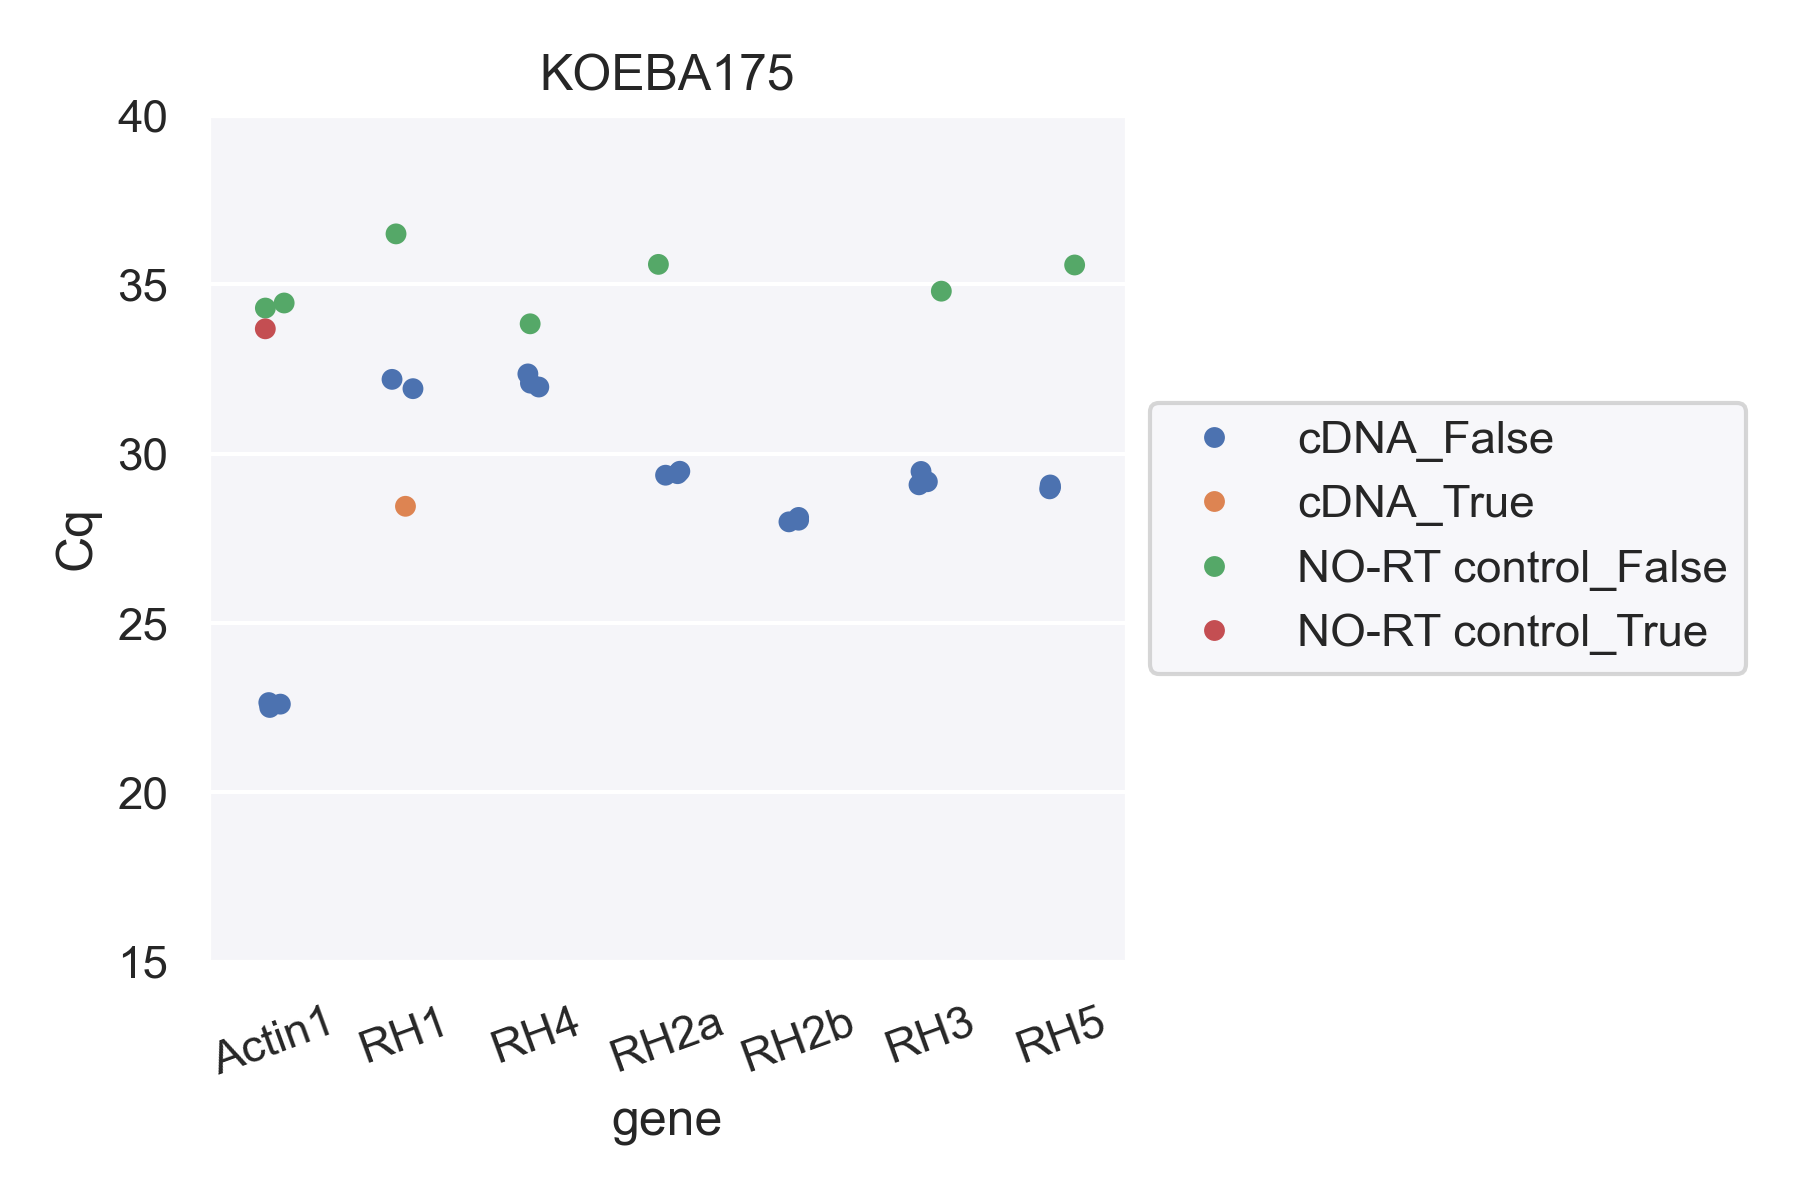 KOEBA175
40
35
30
25
20
15
Cq
Actin1
RH1
RH4
RH2a
RH2b
RH3
RH5
gene
cDNA_False
cDNA_True
NO-RT control_False
NO-RT control_True